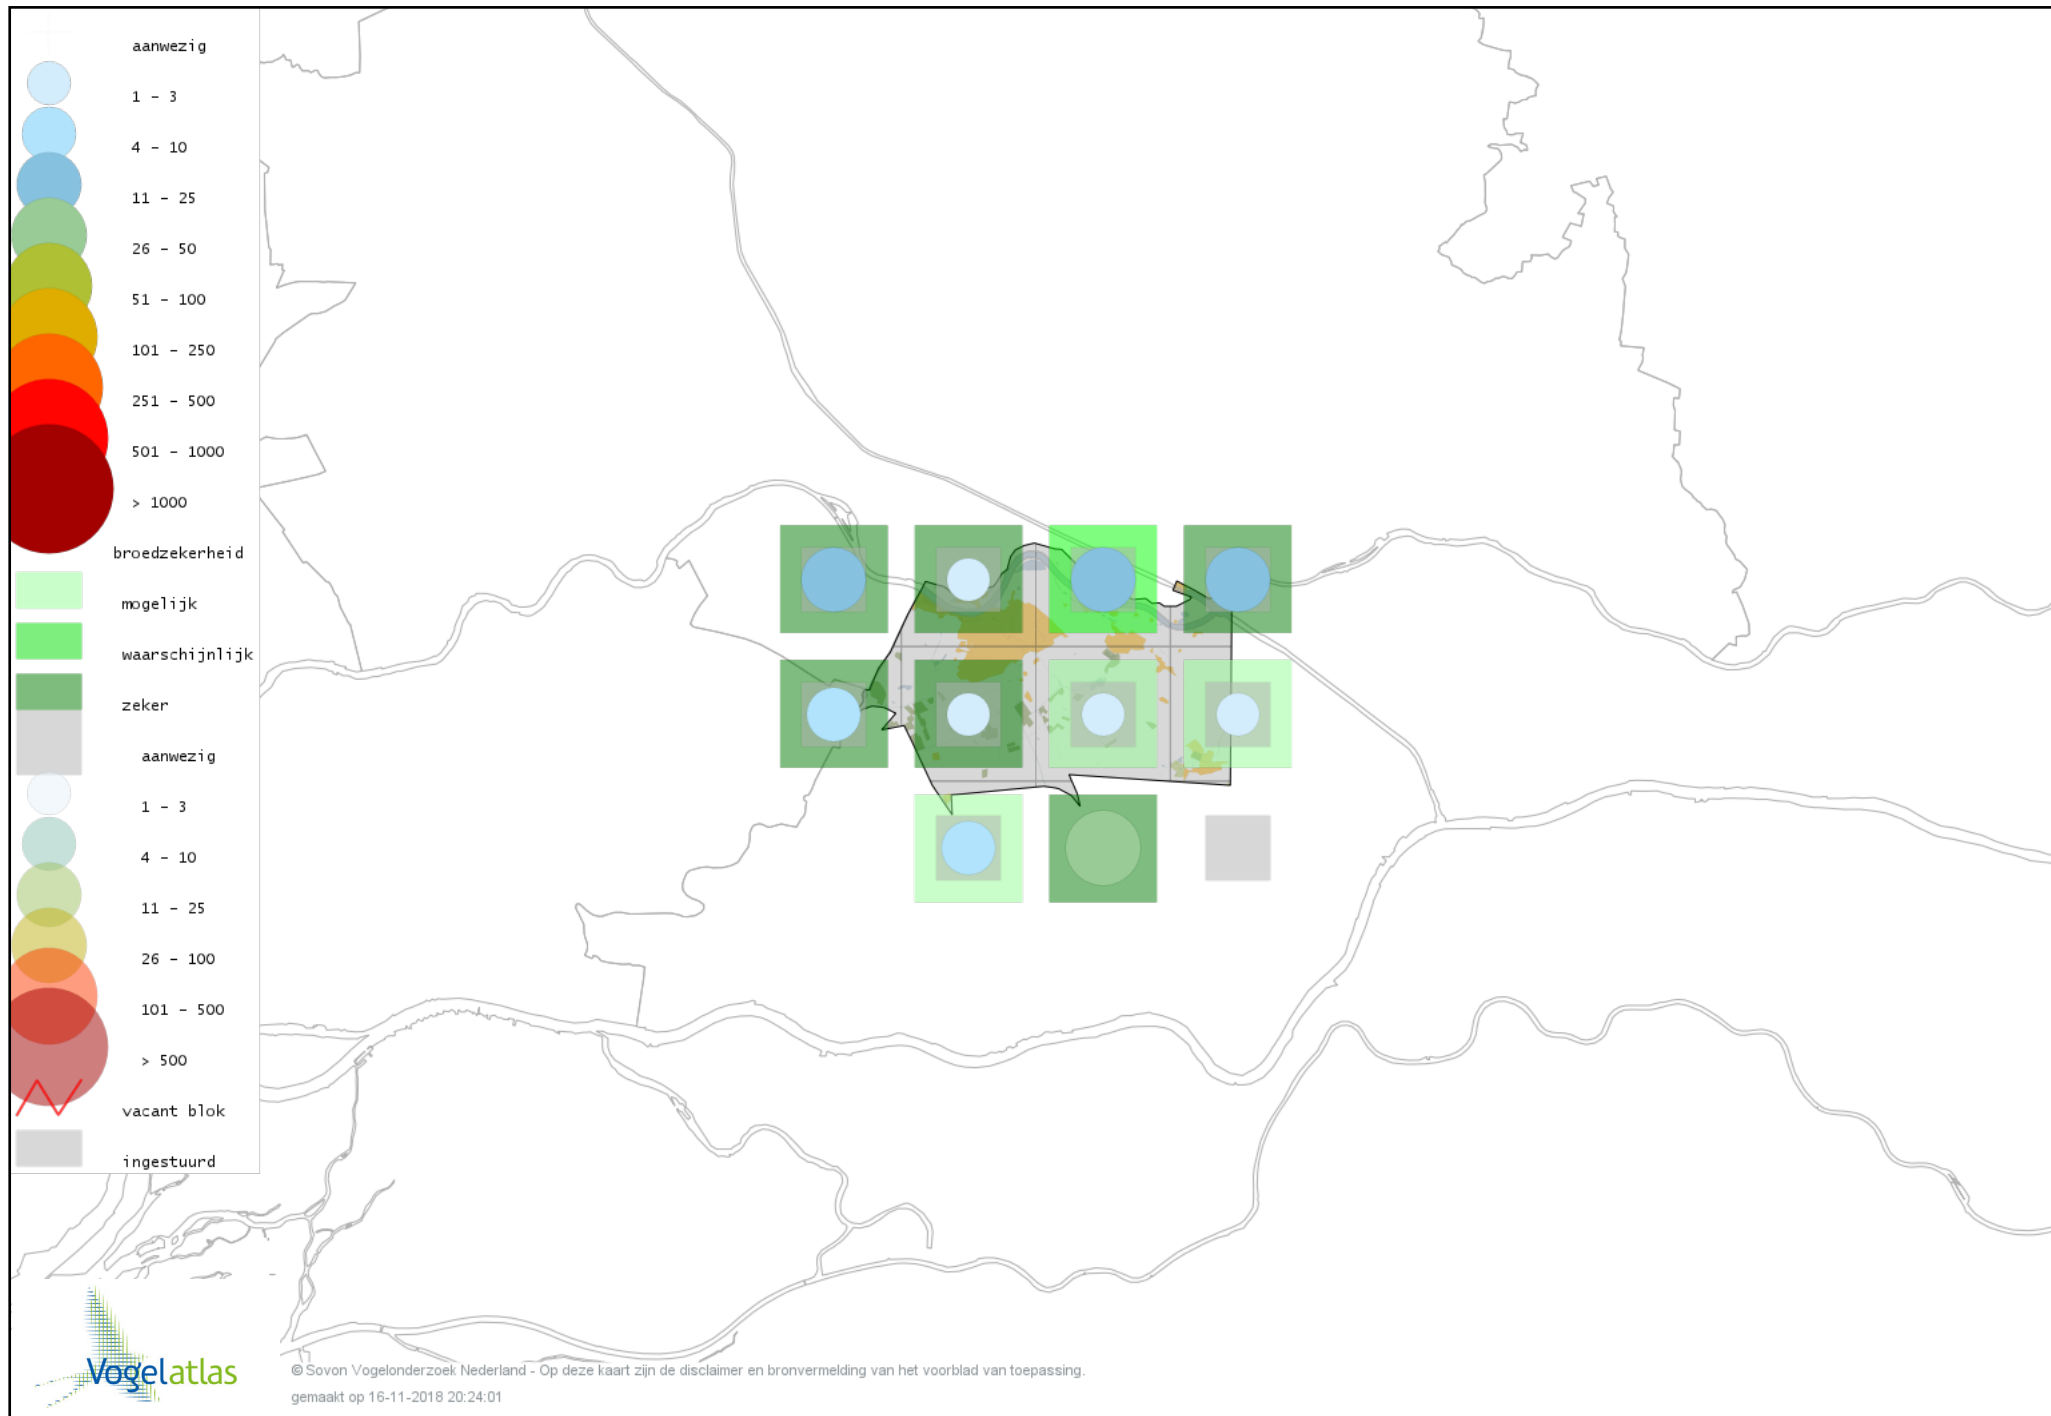 aanwezig
1 - 3
4 - 10
11 - 25
26 - 50
51 - 100
101 - 250
251 - 500
501 - 1000
> 1000
broedzekerheid
mogelijk
waarschijnlijk
zeker
aanwezig
1 - 3
4 - 10
11 - 25
26 - 100
101 - 500
> 500
vacant blok
ingestuurd
Vogelatlas
© Sovon Vogelonderzoek Nederland - Op deze kaart zijn de disclaimer en bronvermelding van het voorblad van toepassing.
gemaakt op 16-11-2018 20:24:01